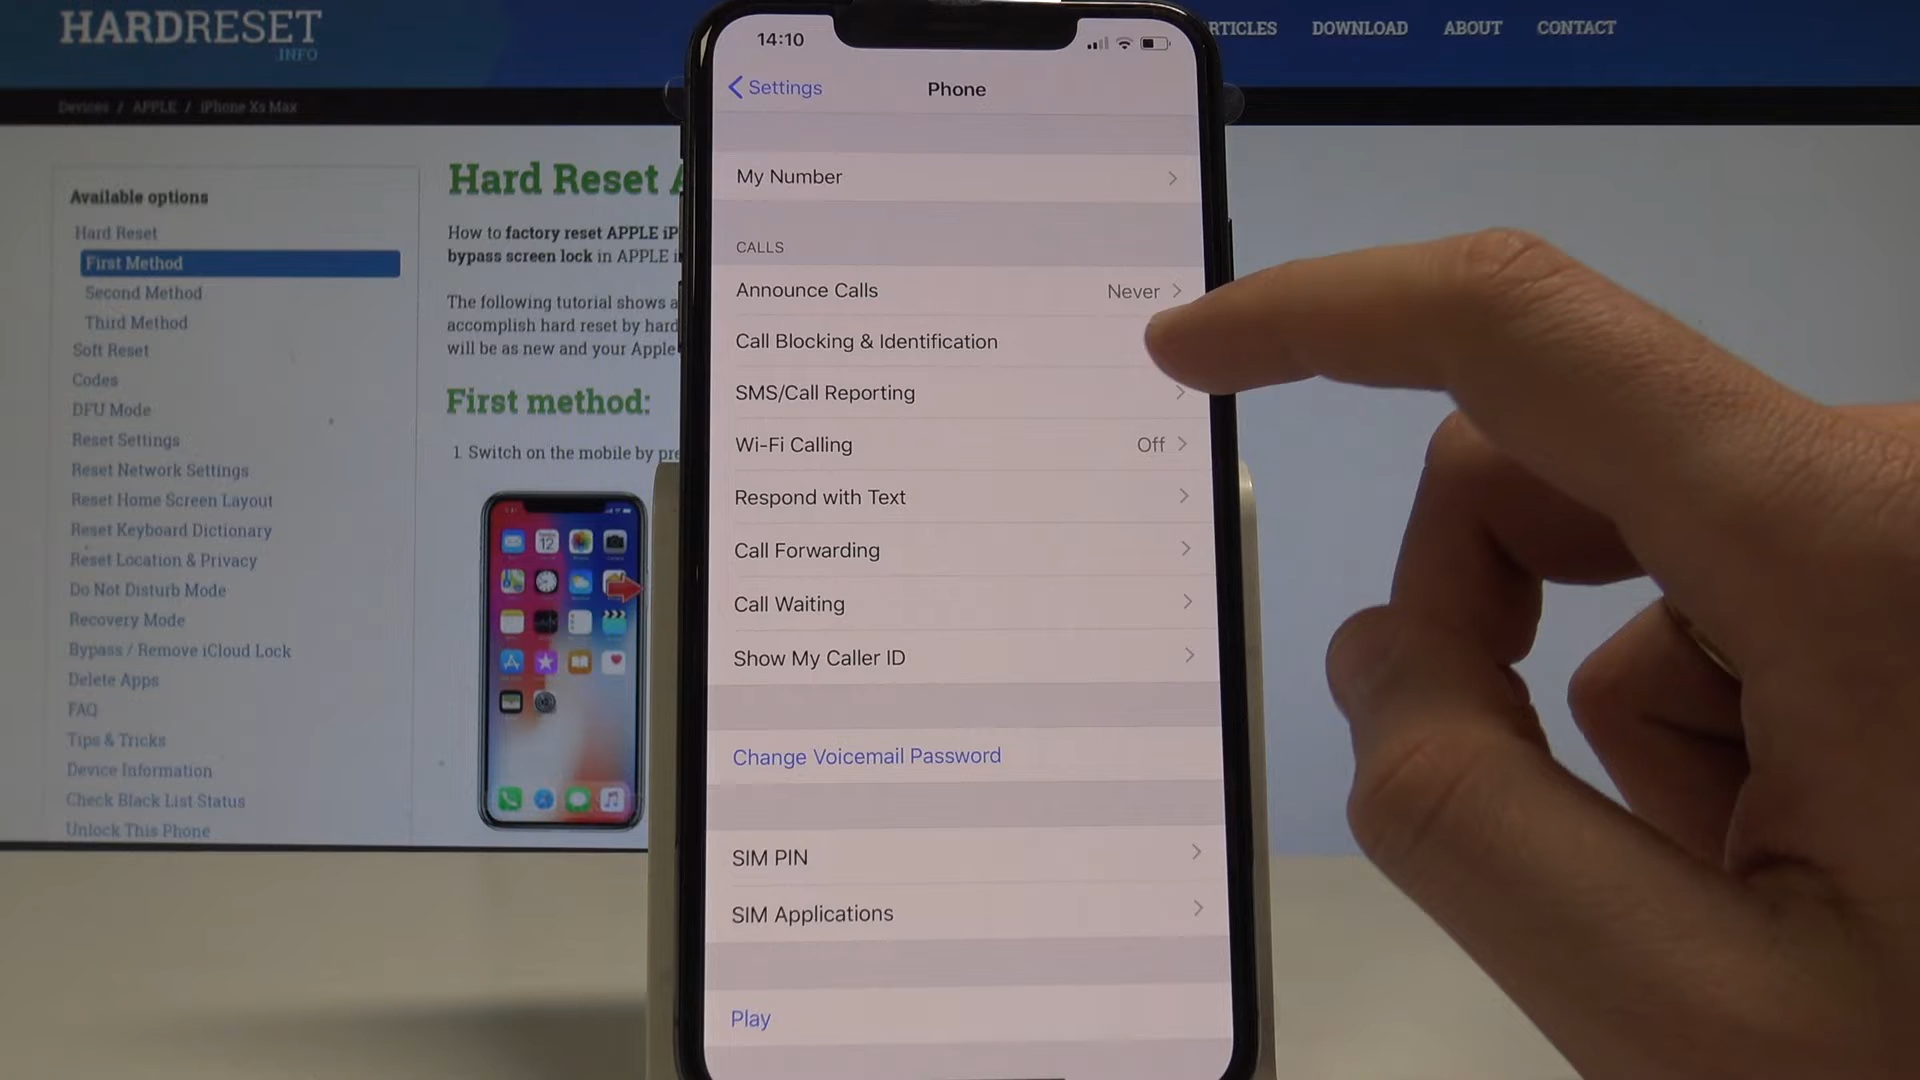 HARDRESET
.INFO
RTICLES DOWNLOAD ABOUT CONTACT
Devices / APPLE / iPhone Xs Max
Available options
Hard Reset
First Method
Second Method
Third Method
Soft Reset
Codes
DFU Mode
Reset Settings
Reset Network Settings
Reset Home Screen Layout
Reset Keyboard Dictionary
Reset Location & Privacy
Do Not Disturb Mode
Recovery Mode
Bypass / Remove iCloud Lock
Delete Apps
FAQ
Tips & Tricks
Device Information
Check Black List Status
Unlock This Phone
Hard Reset
How to factory reset APPLE iP
bypass screen lock in APPLE i
The following tutorial shows a
accomplish hard reset by hard
will be as new and your Apple
First method:
1. Switch on the mobile by pre
12
14:10
Settings
Phone
My Number
CALLS
Announce Calls Never
Call Blocking & Identification
SMS/Call Reporting
Wi-Fi Calling Off
Respond with Text
Call Forwarding
Call Waiting
Show My Caller ID
Change Voicemail Password
SIM PIN
SIM Applications
Play